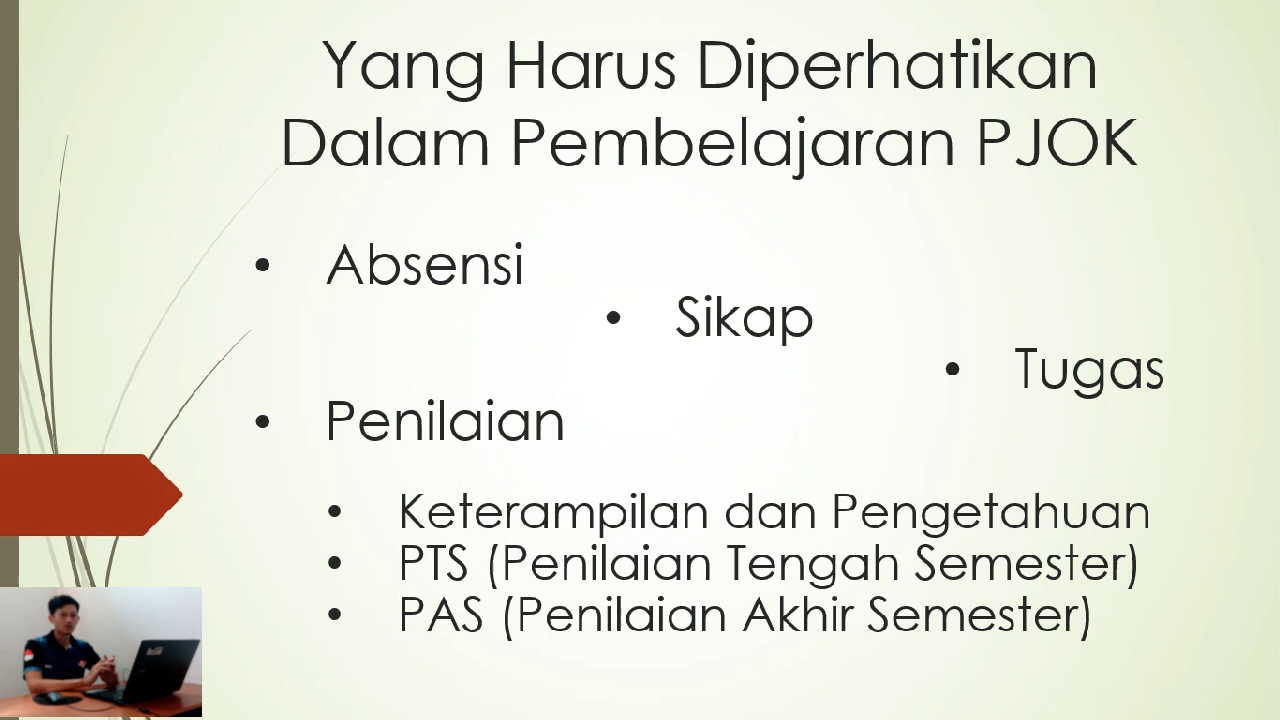 Yang Harus Diperhatikan
Dalam Pembelajaran PJOK
• Absensi
• Sikap
• Tugas
• Penilaian
• Keterampilan dan Pengetahuan
• PTS (Penilaian Tengah Semester)
• PAS (Penilaian Akhir Semester)